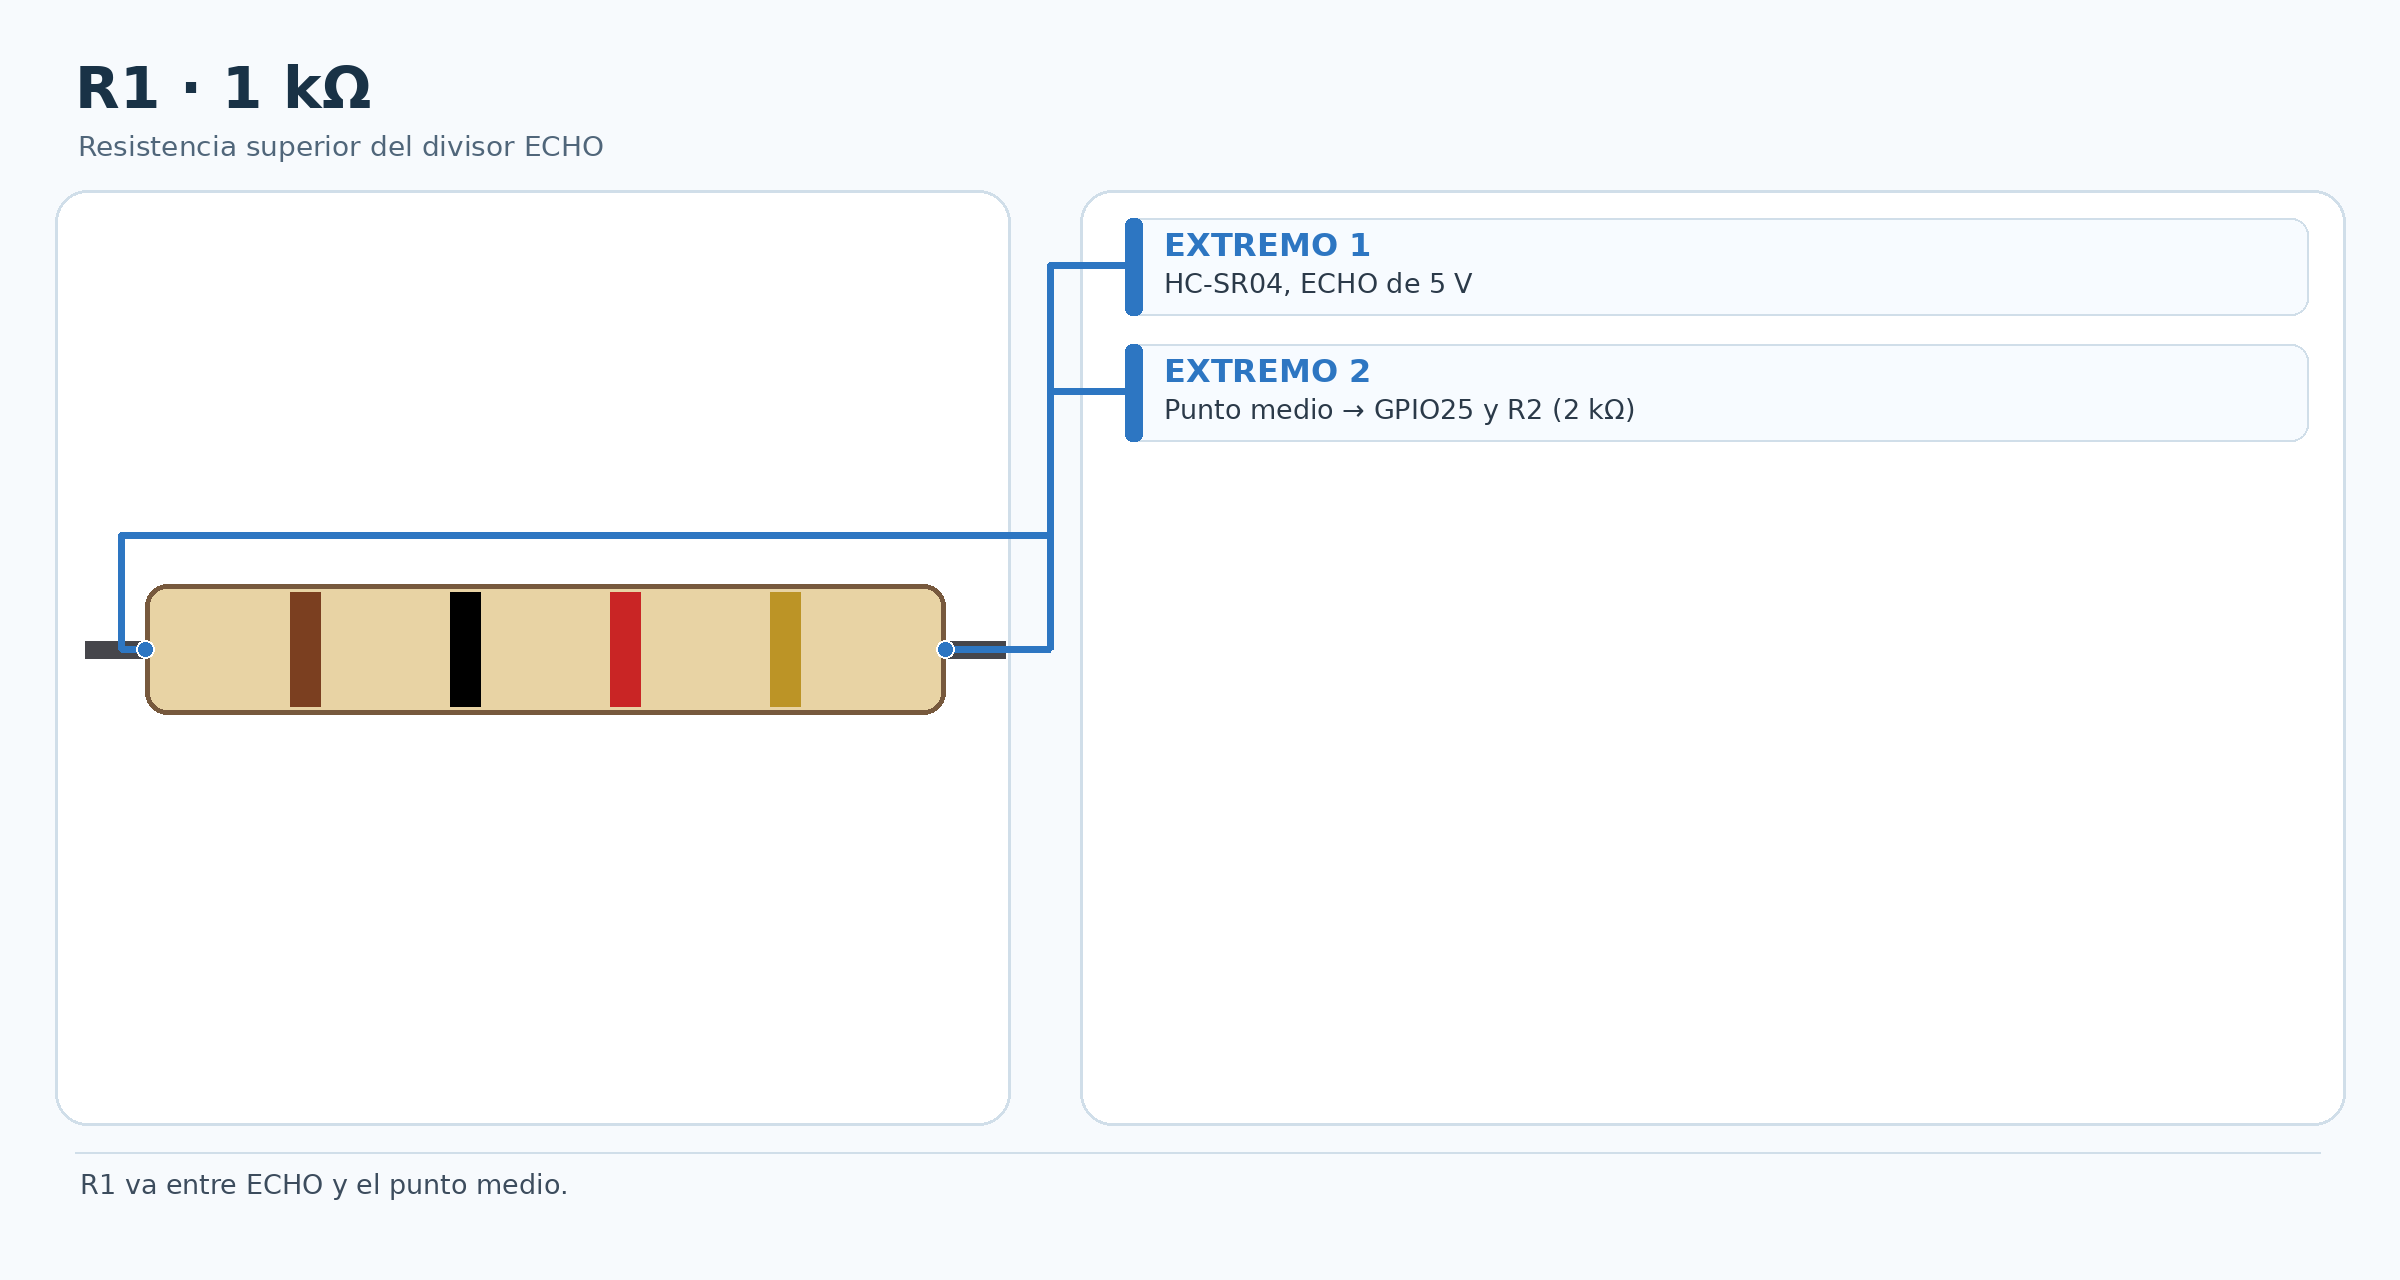 R1 · 1 kΩ
Resistencia superior del divisor ECHO
EXTREMO 1
HC-SR04, ECHO de 5 V
EXTREMO 2
Punto medio → GPIO25 y R2 (2 kΩ)
R1 va entre ECHO y el punto medio.